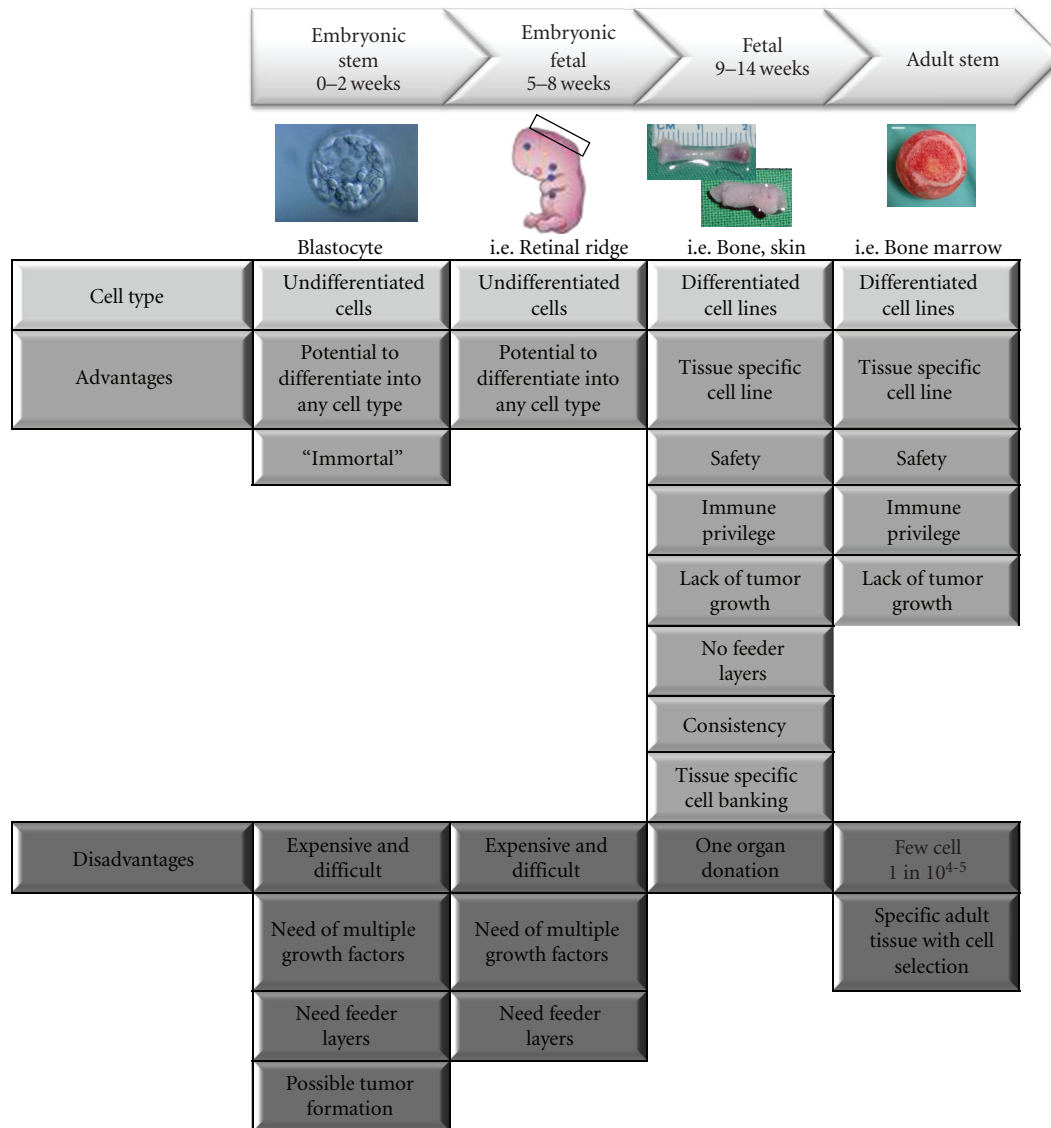 Embryonic
stem
0–2 weeks
Embryonic
fetal
5–8 weeks
Fetal
9–14 weeks
Adult stem
CM 1 2
Blastocyte
i.e. Retinal ridge
i.e. Bone, skin
i.e. Bone marrow
Cell type
Undifferentiated
cells
Undifferentiated
cells
Differentiated
cell lines
Differentiated
cell lines
Advantages
Potential to
differentiate into
any cell type
Potential to
differentiate into
any cell type
Tissue specific
cell line
Tissue specific
cell line
“Immortal”
Safety
Safety
Immune
privilege
Immune
privilege
Lack of tumor
growth
Lack of tumor
growth
No feeder
layers
Consistency
Tissue specific
cell banking
Disadvantages
Expensive and
difficult
Expensive and
difficult
One organ
donation
Few cell
1 in 10^4-5
Need of multiple
growth factors
Need of multiple
growth factors
Specific adult
tissue with cell
selection
Need feeder
layers
Need feeder
layers
Possible tumor
formation